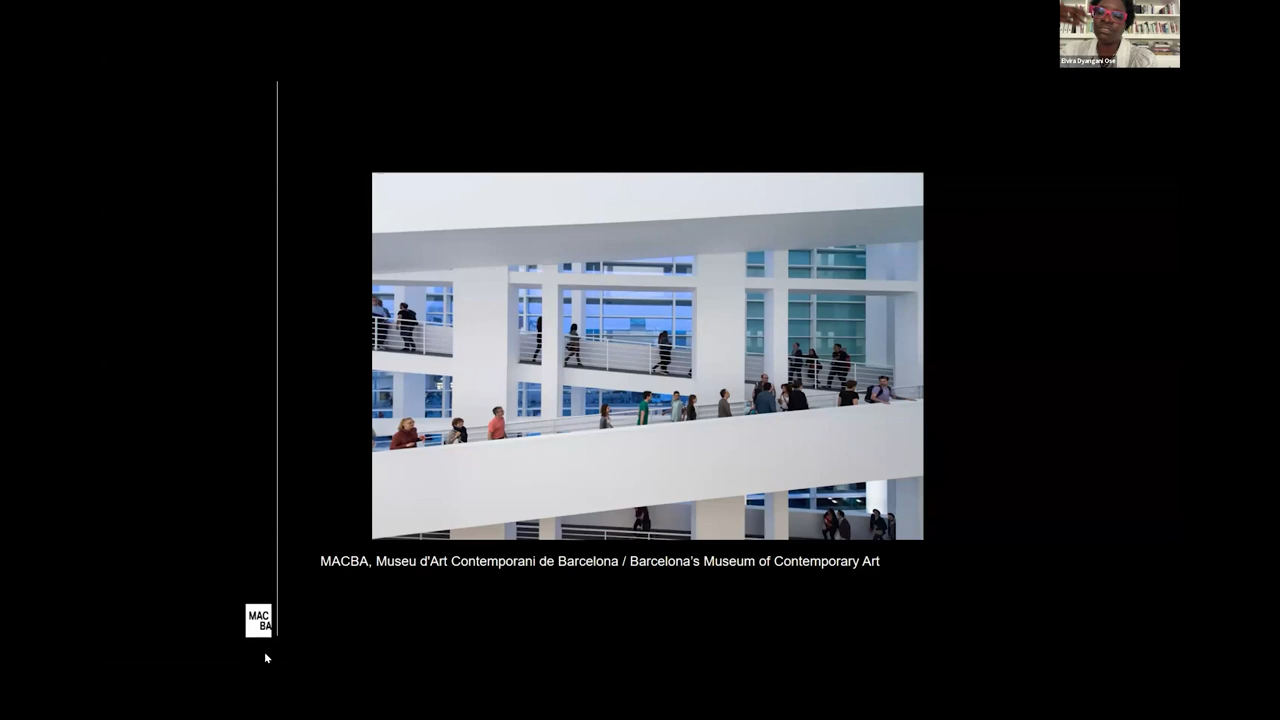 Elvira Dyangani Ose
MACBA, Museu d'Art Contemporani de Barcelona / Barcelona's Museum of Contemporary Art
MAC
BA